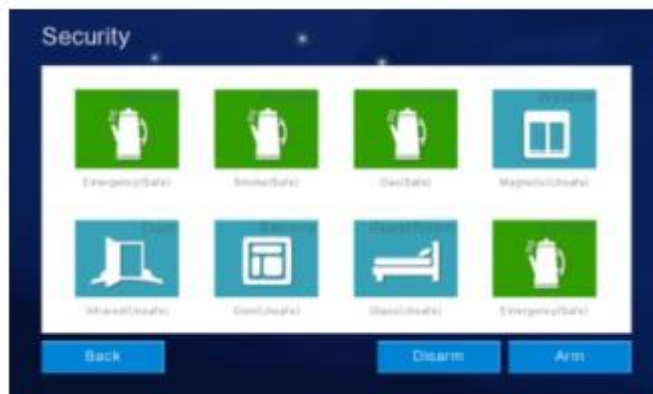 Security
Emergency(Safe) Smoke(Safe) Gas(Safe) Magnetic(Unsafe)
Infrared(Unsafe) Door(Unsafe) Glass(Unsafe) Emergency(Safe)
Back Disarm Arm